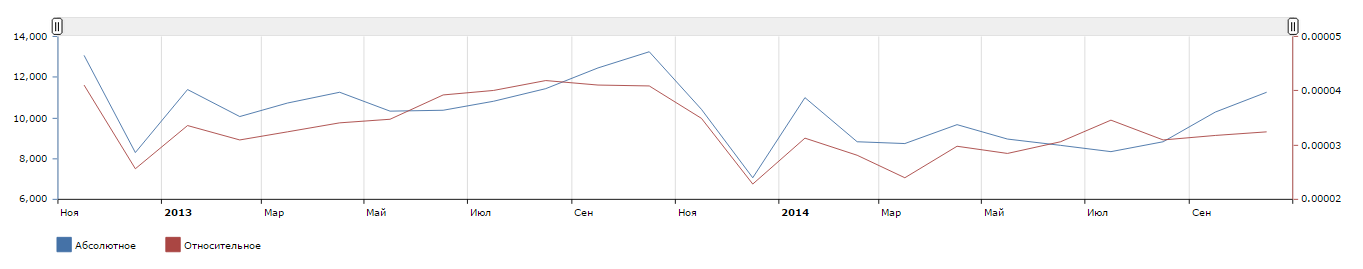 14,000 0.00005
12,000 0.00004
10,000
8,000 0.00003
6,000 0.00002
Ноя 2013 Мар Май Июл Сен Ноя 2014 Мар Май Июл Сен
Абсолютное Относительное